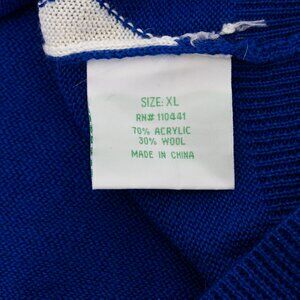 SIZE: XL
RN# 110441
70% ACRYLIC
30% WOOL
MADE IN CHINA